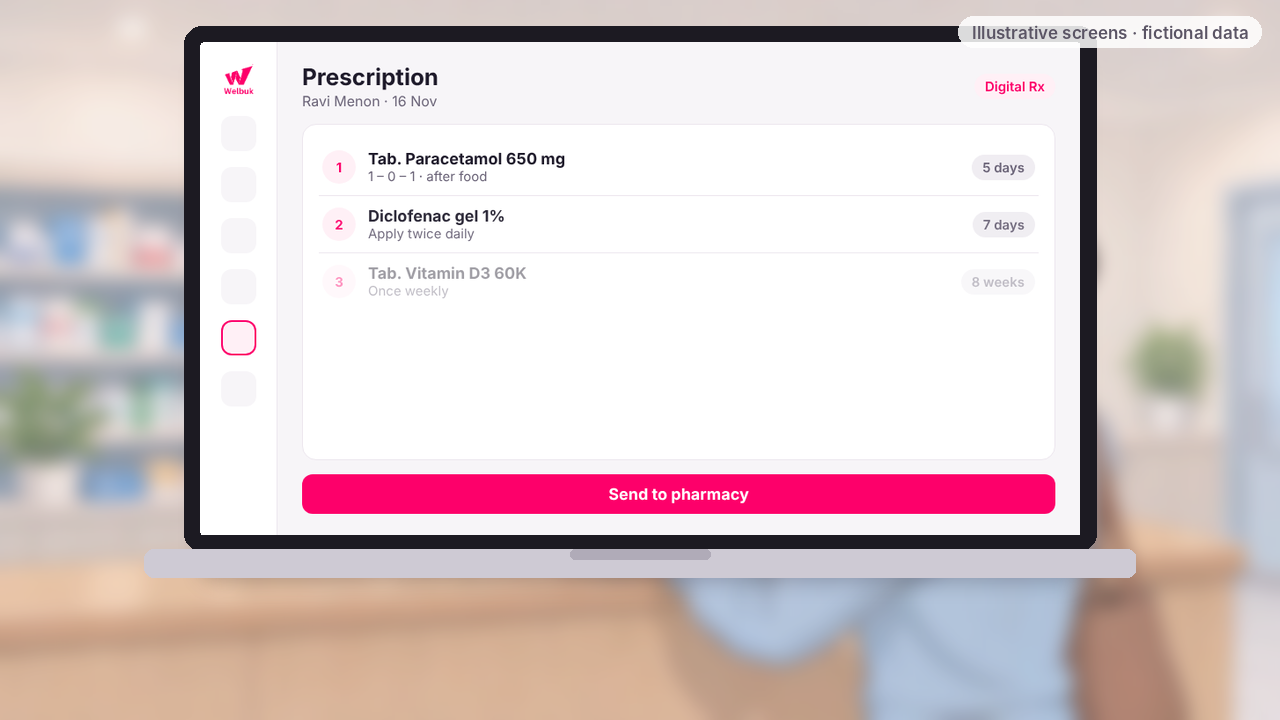 Illustrative screens · fictional data
Welbuk
Prescription
Ravi Menon · 16 Nov
Digital Rx
1
Tab. Paracetamol 650 mg
1 – 0 – 1 · after food
5 days
2
Diclofenac gel 1%
Apply twice daily
7 days
3
Tab. Vitamin D3 60K
Once weekly
8 weeks
Send to pharmacy